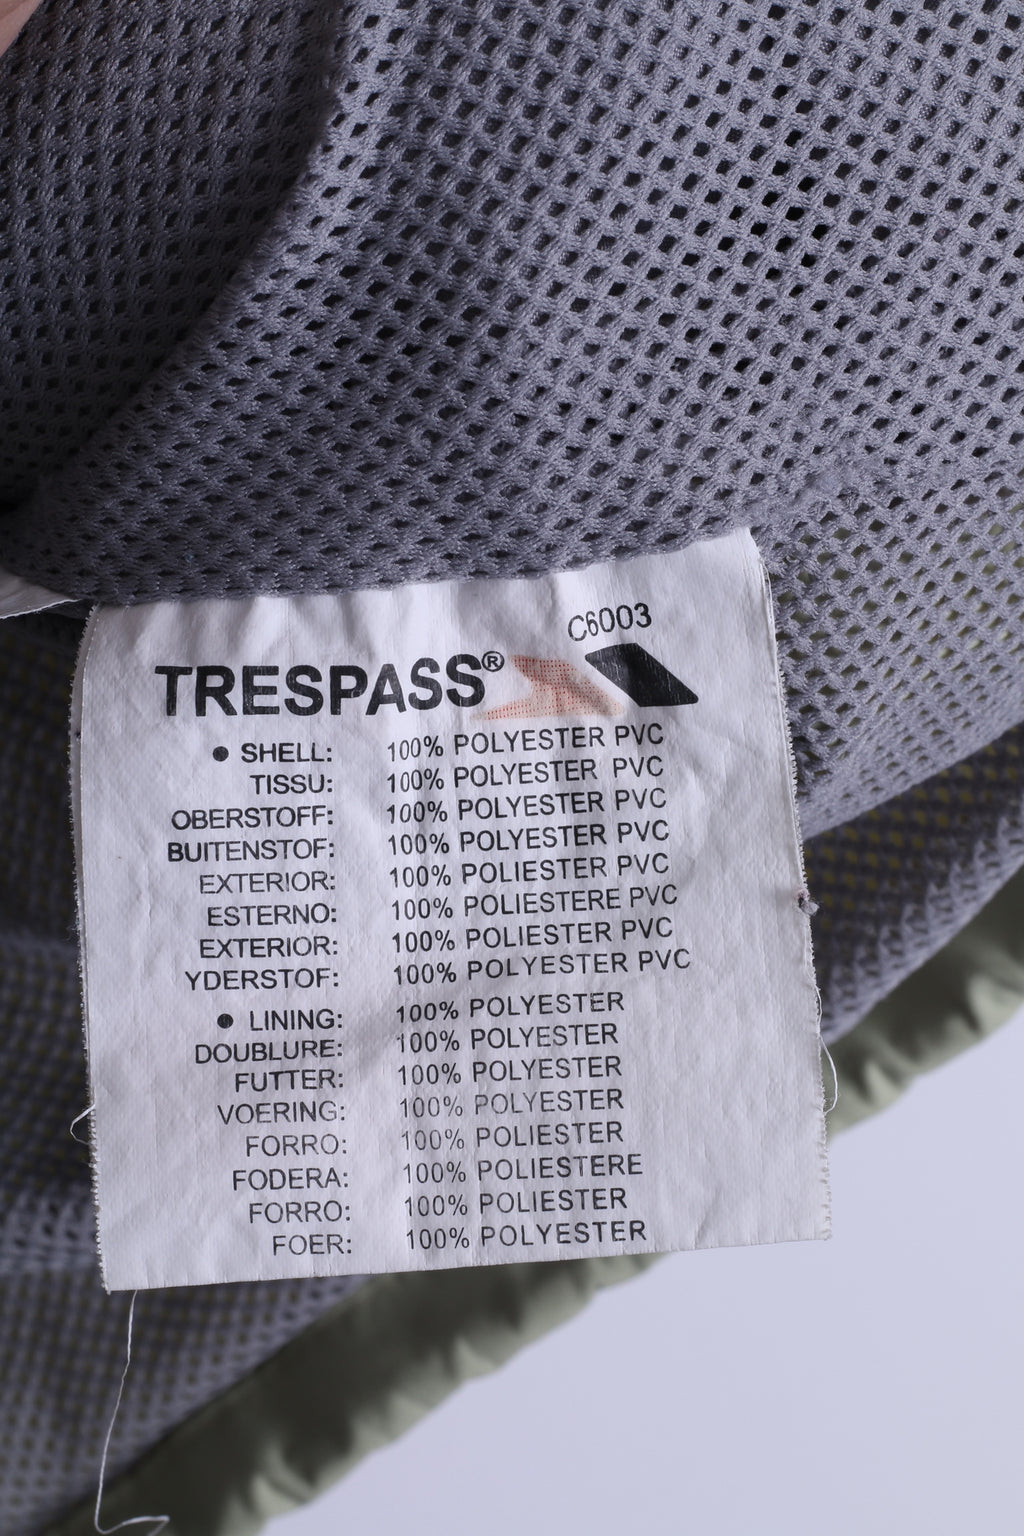 C6003
TRESPASS®
● SHELL: 100% POLYESTER PVC
TISSU: 100% POLYESTER PVC
OBERSTOFF: 100% POLYESTER PVC
BUITENSTOF: 100% POLYESTER PVC
EXTERIOR: 100% POLIESTER PVC
ESTERNO: 100% POLIESTERE PVC
EXTERIOR: 100% POLIESTER PVC
YDERSTOF: 100% POLYESTER PVC
● LINING: 100% POLYESTER
DOUBLURE: 100% POLYESTER
FUTTER: 100% POLYESTER
VOERING: 100% POLYESTER
FORRO: 100% POLIESTER
FODERA: 100% POLIESTERE
FORRO: 100% POLIESTER
FOER: 100% POLYESTER